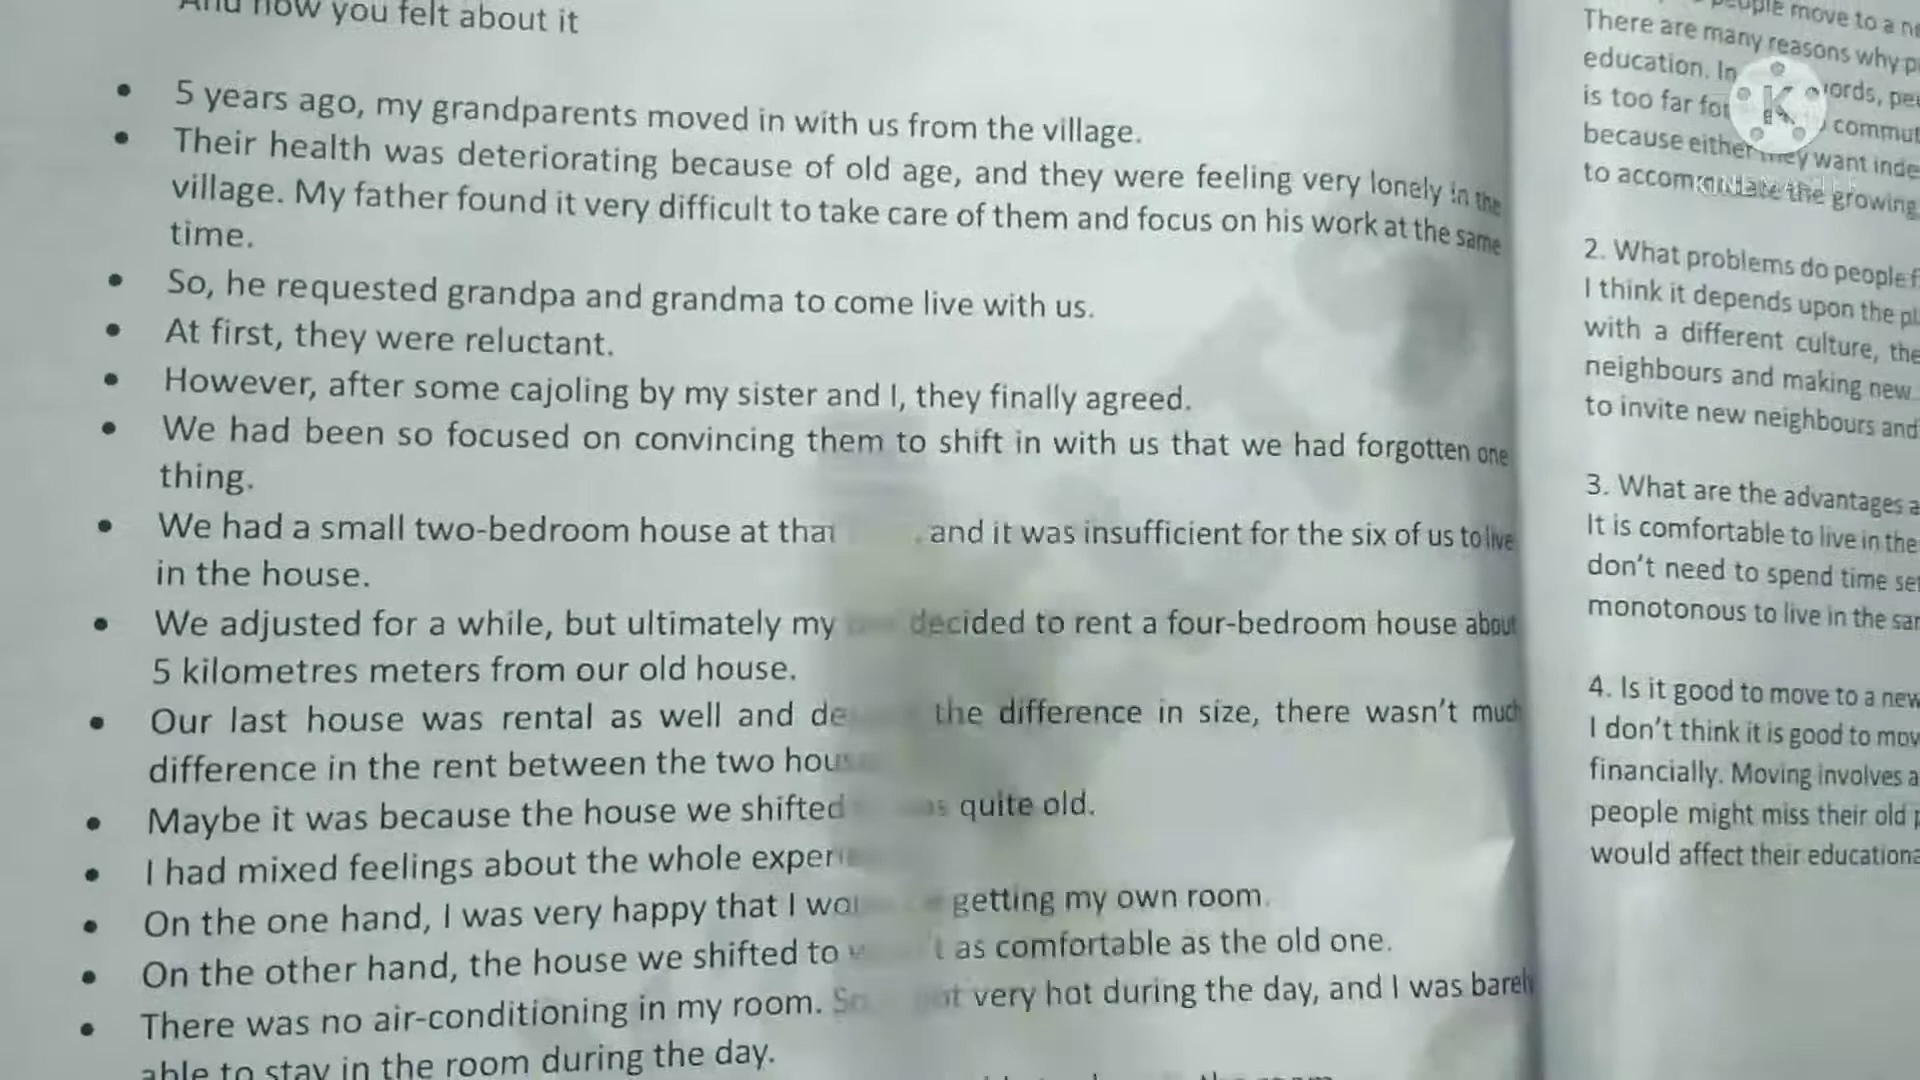 And how you felt about it
5 years ago, my grandparents moved in with us from the village.
Their health was deteriorating because of old age, and they were feeling very lonely in the
village. My father found it very difficult to take care of them and focus on his work at the same
time.
So, he requested grandpa and grandma to come live with us.
At first, they were reluctant.
However, after some cajoling by my sister and I, they finally agreed.
We had been so focused on convincing them to shift in with us that we had forgotten one
thing.
We had a small two-bedroom house at that and it was insufficient for the six of us to live
in the house.
We adjusted for a while, but ultimately my decided to rent a four-bedroom house about
5 kilometres meters from our old house.
Our last house was rental as well and the difference in size, there wasn't much
difference in the rent between the two
Maybe it was because the house we shifted quite old.
I had mixed feelings about the whole
On the one hand, I was very happy that I getting my own room.
On the other hand, the house we shifted to as comfortable as the old one.
There was no air-conditioning in my room. So very hot during the day, and I was barely
able to stay in the room during the day.
people move to a
There are many reasons why
education. In
is too far for
because either they want
to accommodate the growing
2. What problems do people
I think it depends upon the
with a different culture, the
neighbours and making new
to invite new neighbours and
3. What are the advantages
It is comfortable to live in the
don't need to spend time
monotonous to live in the
4. Is it good to move to a new
I don't think it is good to
financially. Moving involves a
people might miss their old
would affect their
K